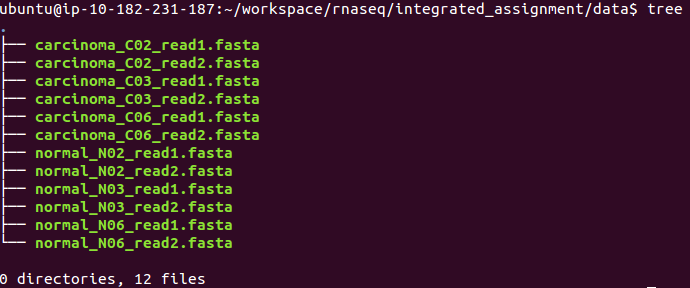 ubuntu@ip-10-182-231-187:~/workspace/rnaseq/integrated_assignment/data$ tree
.
├── carcinoma_C02_read1.fasta
├── carcinoma_C02_read2.fasta
├── carcinoma_C03_read1.fasta
├── carcinoma_C03_read2.fasta
├── carcinoma_C06_read1.fasta
├── carcinoma_C06_read2.fasta
├── normal_N02_read1.fasta
├── normal_N02_read2.fasta
├── normal_N03_read1.fasta
├── normal_N03_read2.fasta
├── normal_N06_read1.fasta
└── normal_N06_read2.fasta
0 directories, 12 files